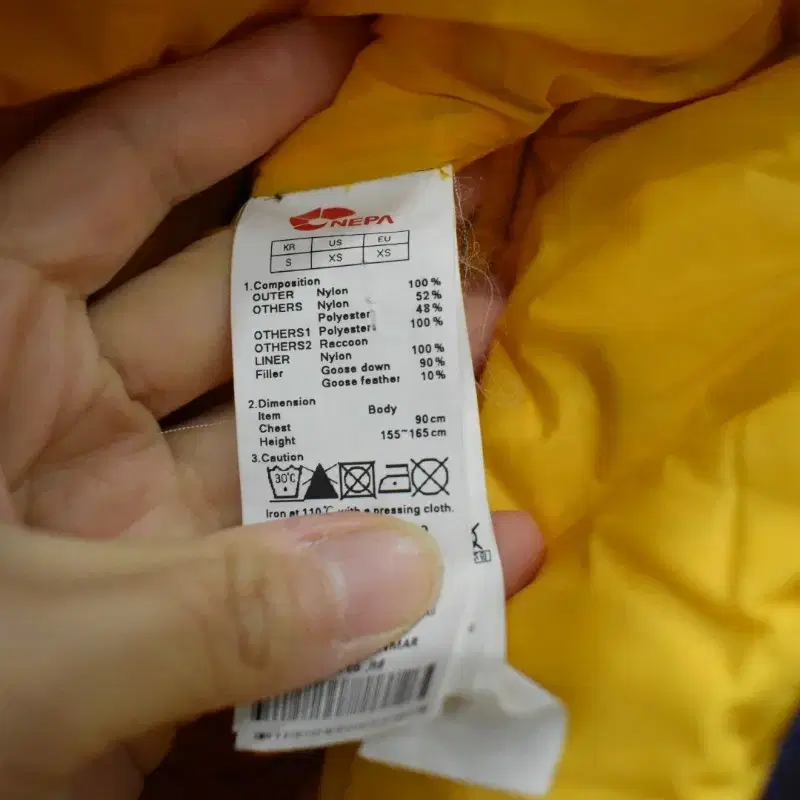 NEPA
KR US EU
S XS XS
1.Composition
OUTER Nylon 100%
OTHERS Nylon 52%
Polyester 48%
OTHERS1 Polyester 100%
OTHERS2 Raccoon
LINER Nylon 100%
Filler Goose down 90%
Goose feather 10%
2.Dimension
Item Body
Chest 90cm
Height 155~165cm
3.Caution
30℃
Iron at 110℃ with a pressing cloth.